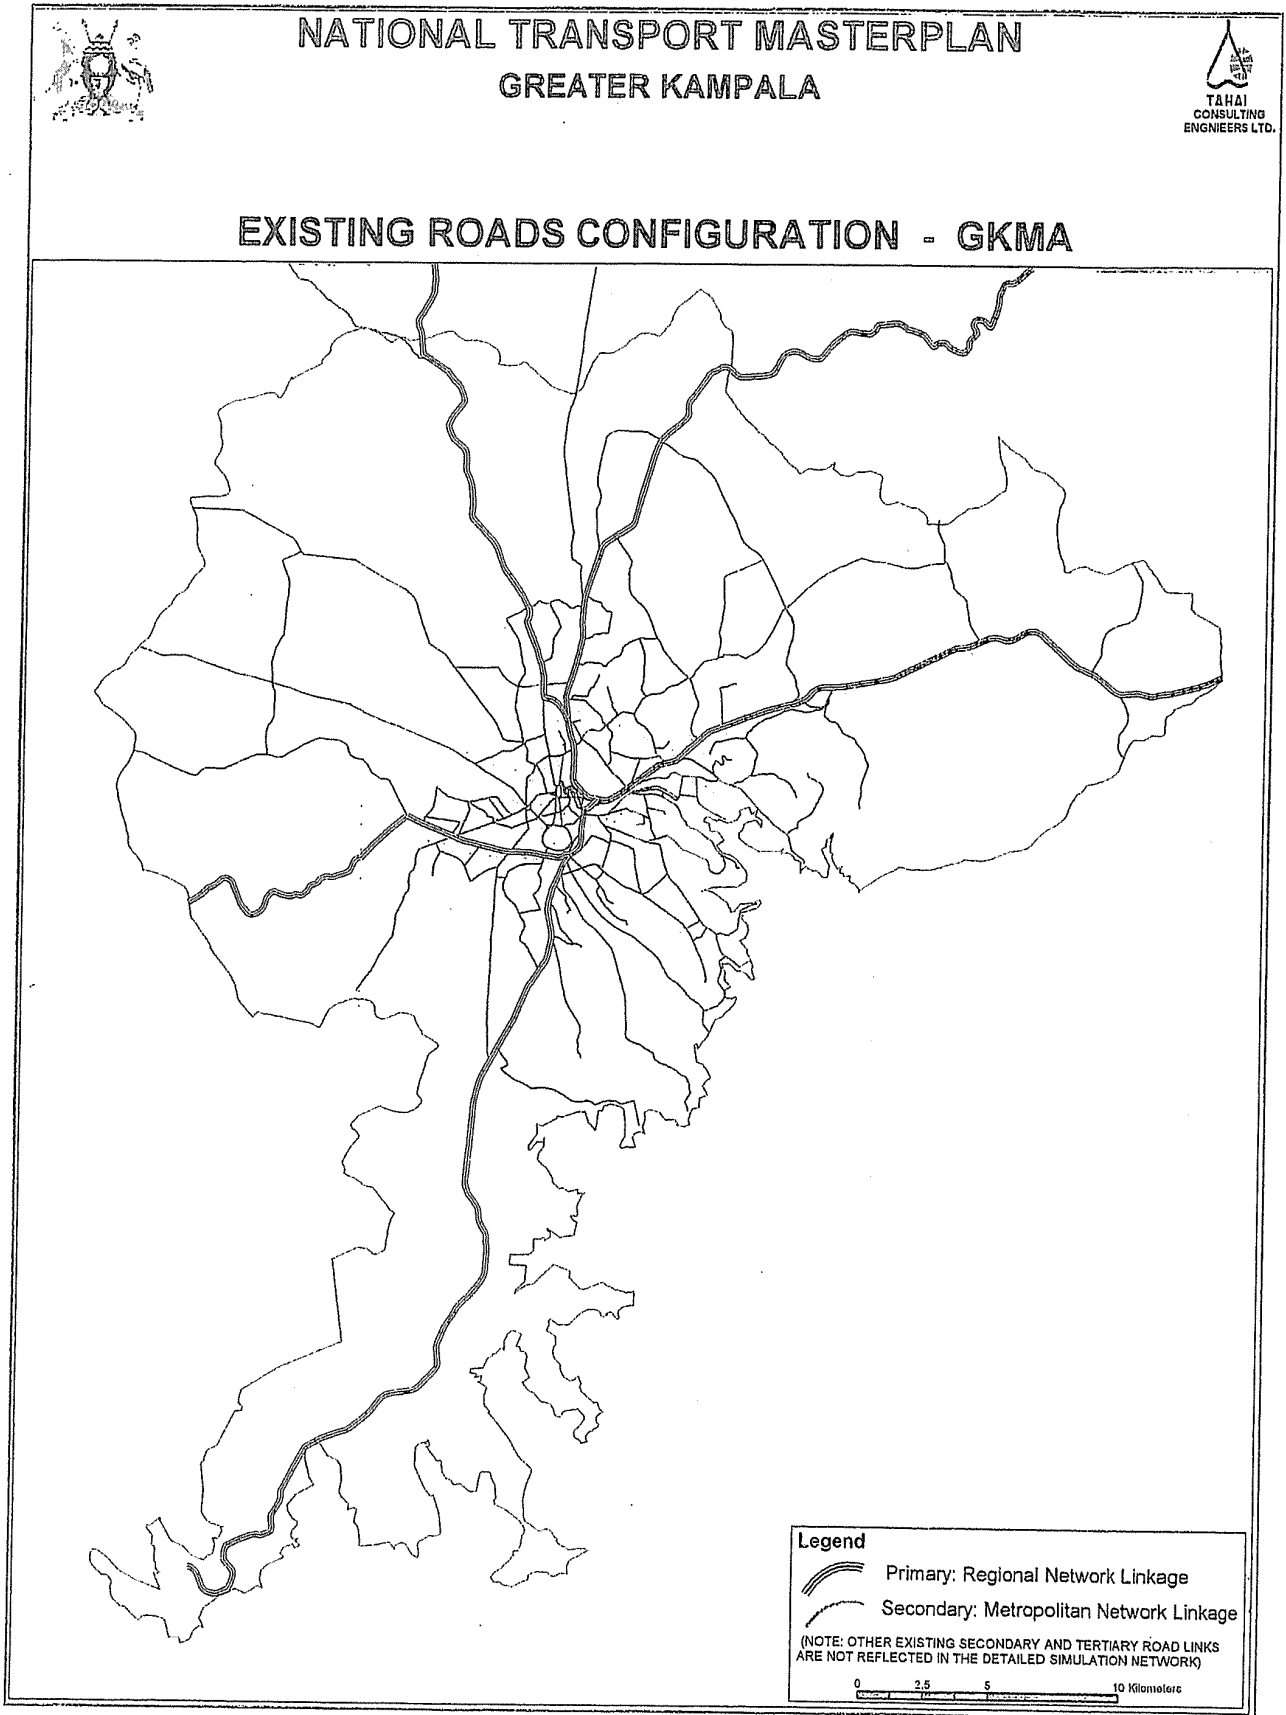 NATIONAL TRANSPORT MASTERPLAN
GREATER KAMPALA
TAHAI
CONSULTING
ENGNIEERS LTD.
EXISTING ROADS CONFIGURATION - GKMA
Legend
Primary: Regional Network Linkage
Secondary: Metropolitan Network Linkage
(NOTE: OTHER EXISTING SECONDARY AND TERTIARY ROAD LINKS
ARE NOT REFLECTED IN THE DETAILED SIMULATION NETWORK)
0 2.5 5 10 Kilometers